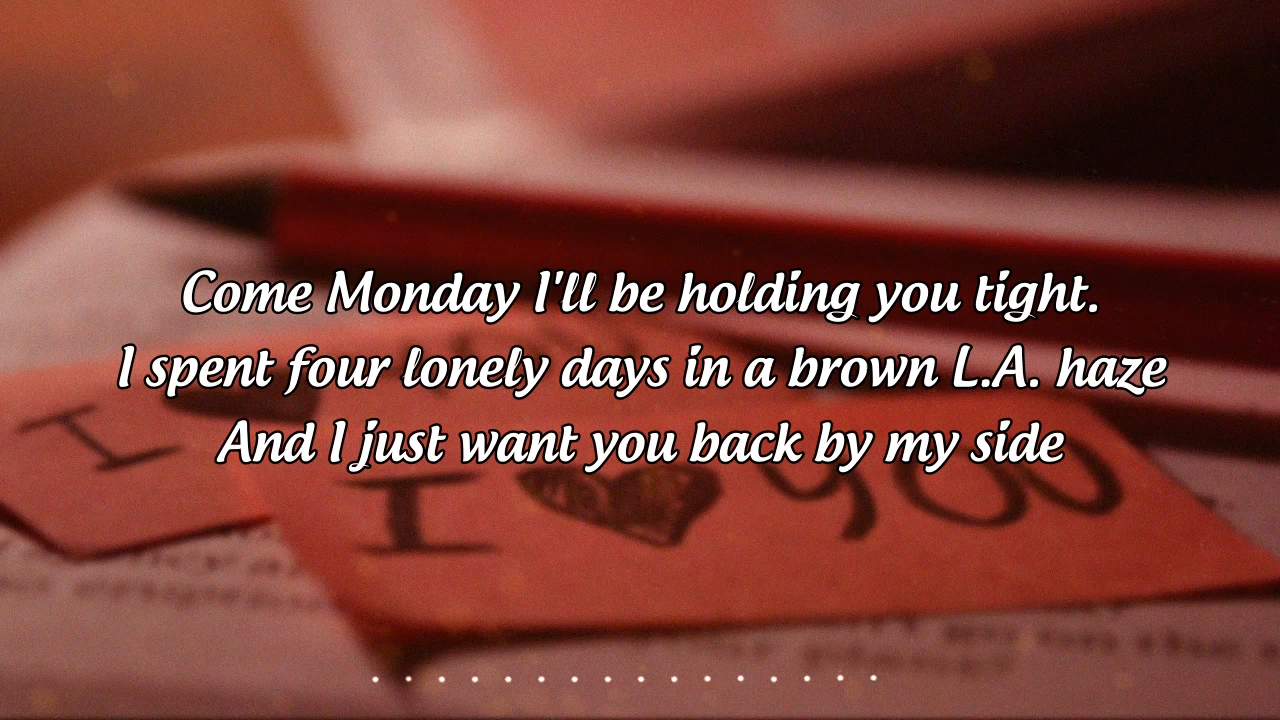 Come Monday I'll be holding you tight.
I spent four lonely days in a brown L.A. haze
And I just want you back by my side
I
I YOU